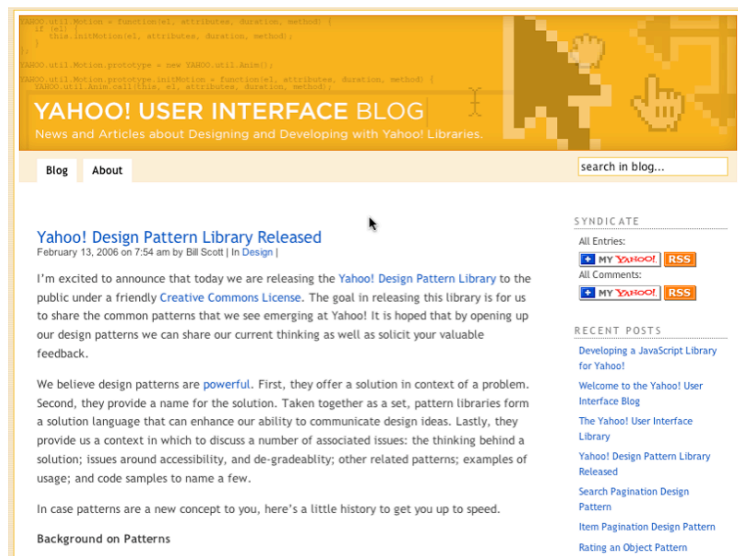 YAHOO.util.Motion = function(el, attributes, duration, method) {
if (el) {
this.initMotion(el, attributes, duration, method);
}
};
YAHOO.util.Motion.prototype = new YAHOO.util.Anim();
YAHOO.util.Motion.prototype.initMotion = function(el, attributes, duration, method) {
YAHOO.util.Anim.call(this, el, attributes, duration, method);
YAHOO! USER INTERFACE BLOG
News and Articles about Designing and Developing with Yahoo! Libraries.
Blog About
search in blog...
Yahoo! Design Pattern Library Released
February 13, 2006 on 7:54 am by Bill Scott | In Design |
I'm excited to announce that today we are releasing the Yahoo! Design Pattern Library to the
public under a friendly Creative Commons License. The goal in releasing this library is for us
to share the common patterns that we see emerging at Yahoo! It is hoped that by opening up
our design patterns we can share our current thinking as well as solicit your valuable
feedback.
We believe design patterns are powerful. First, they offer a solution in context of a problem.
Second, they provide a name for the solution. Taken together as a set, pattern libraries form
a solution language that can enhance our ability to communicate design ideas. Lastly, they
provide us a context in which to discuss a number of associated issues: the thinking behind a
solution; issues around accessibility, and de-gradeablity; other related patterns; examples of
usage; and code samples to name a few.
In case patterns are a new concept to you, here's a little history to get you up to speed.
Background on Patterns
SYNDICATE
All Entries:
+ MY YAHOO! RSS
All Comments:
+ MY YAHOO! RSS
RECENT POSTS
Developing a JavaScript Library
for Yahoo!
Welcome to the Yahoo! User
Interface Blog
The Yahoo! User Interface
Library
Yahoo! Design Pattern Library
Released
Search Pagination Design
Pattern
Item Pagination Design Pattern
Rating an Object Pattern